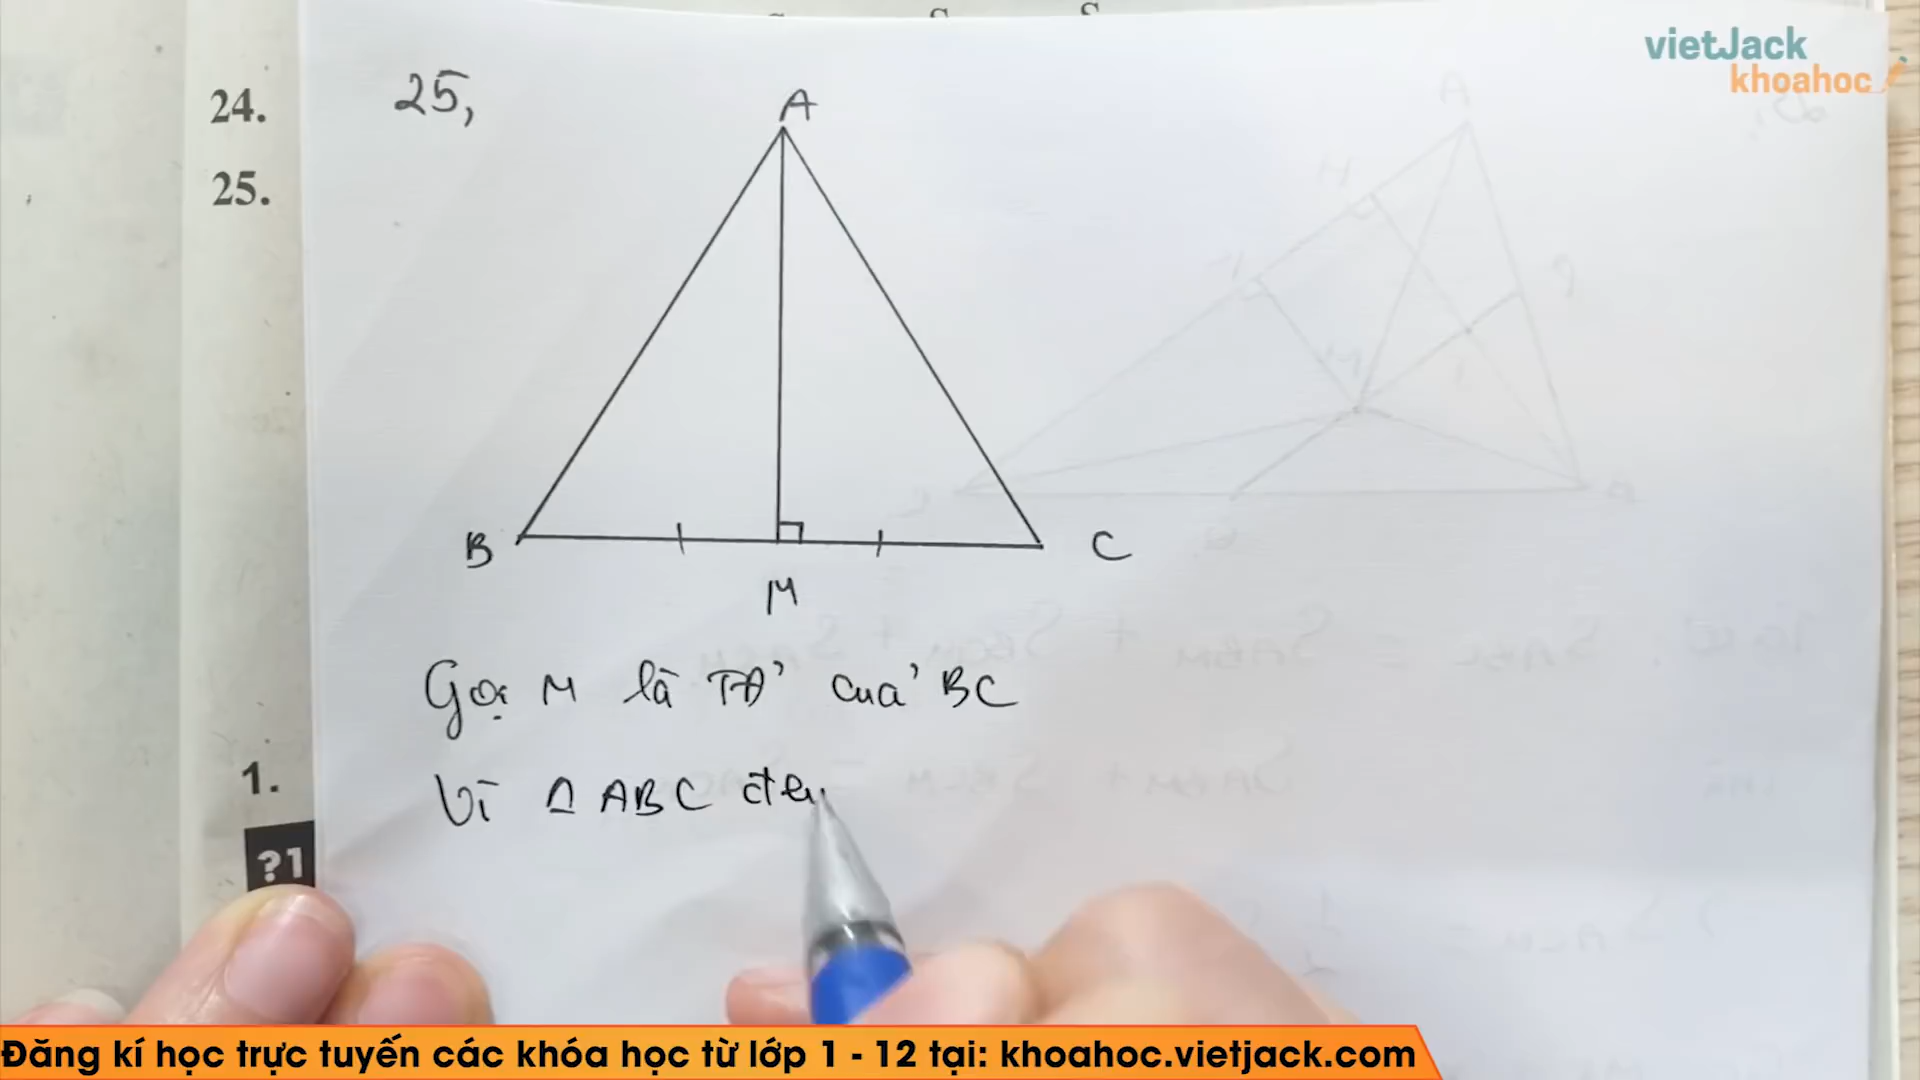 vietJack
khoahoc
24.
25.
25,
A
B
C
M
Gọi M là TĐ' của BC
Vì Δ ABC đều
1.
?1
Đăng kí học trực tuyến các khóa học từ lớp 1 - 12 tại: khoahoc.vietjack.com